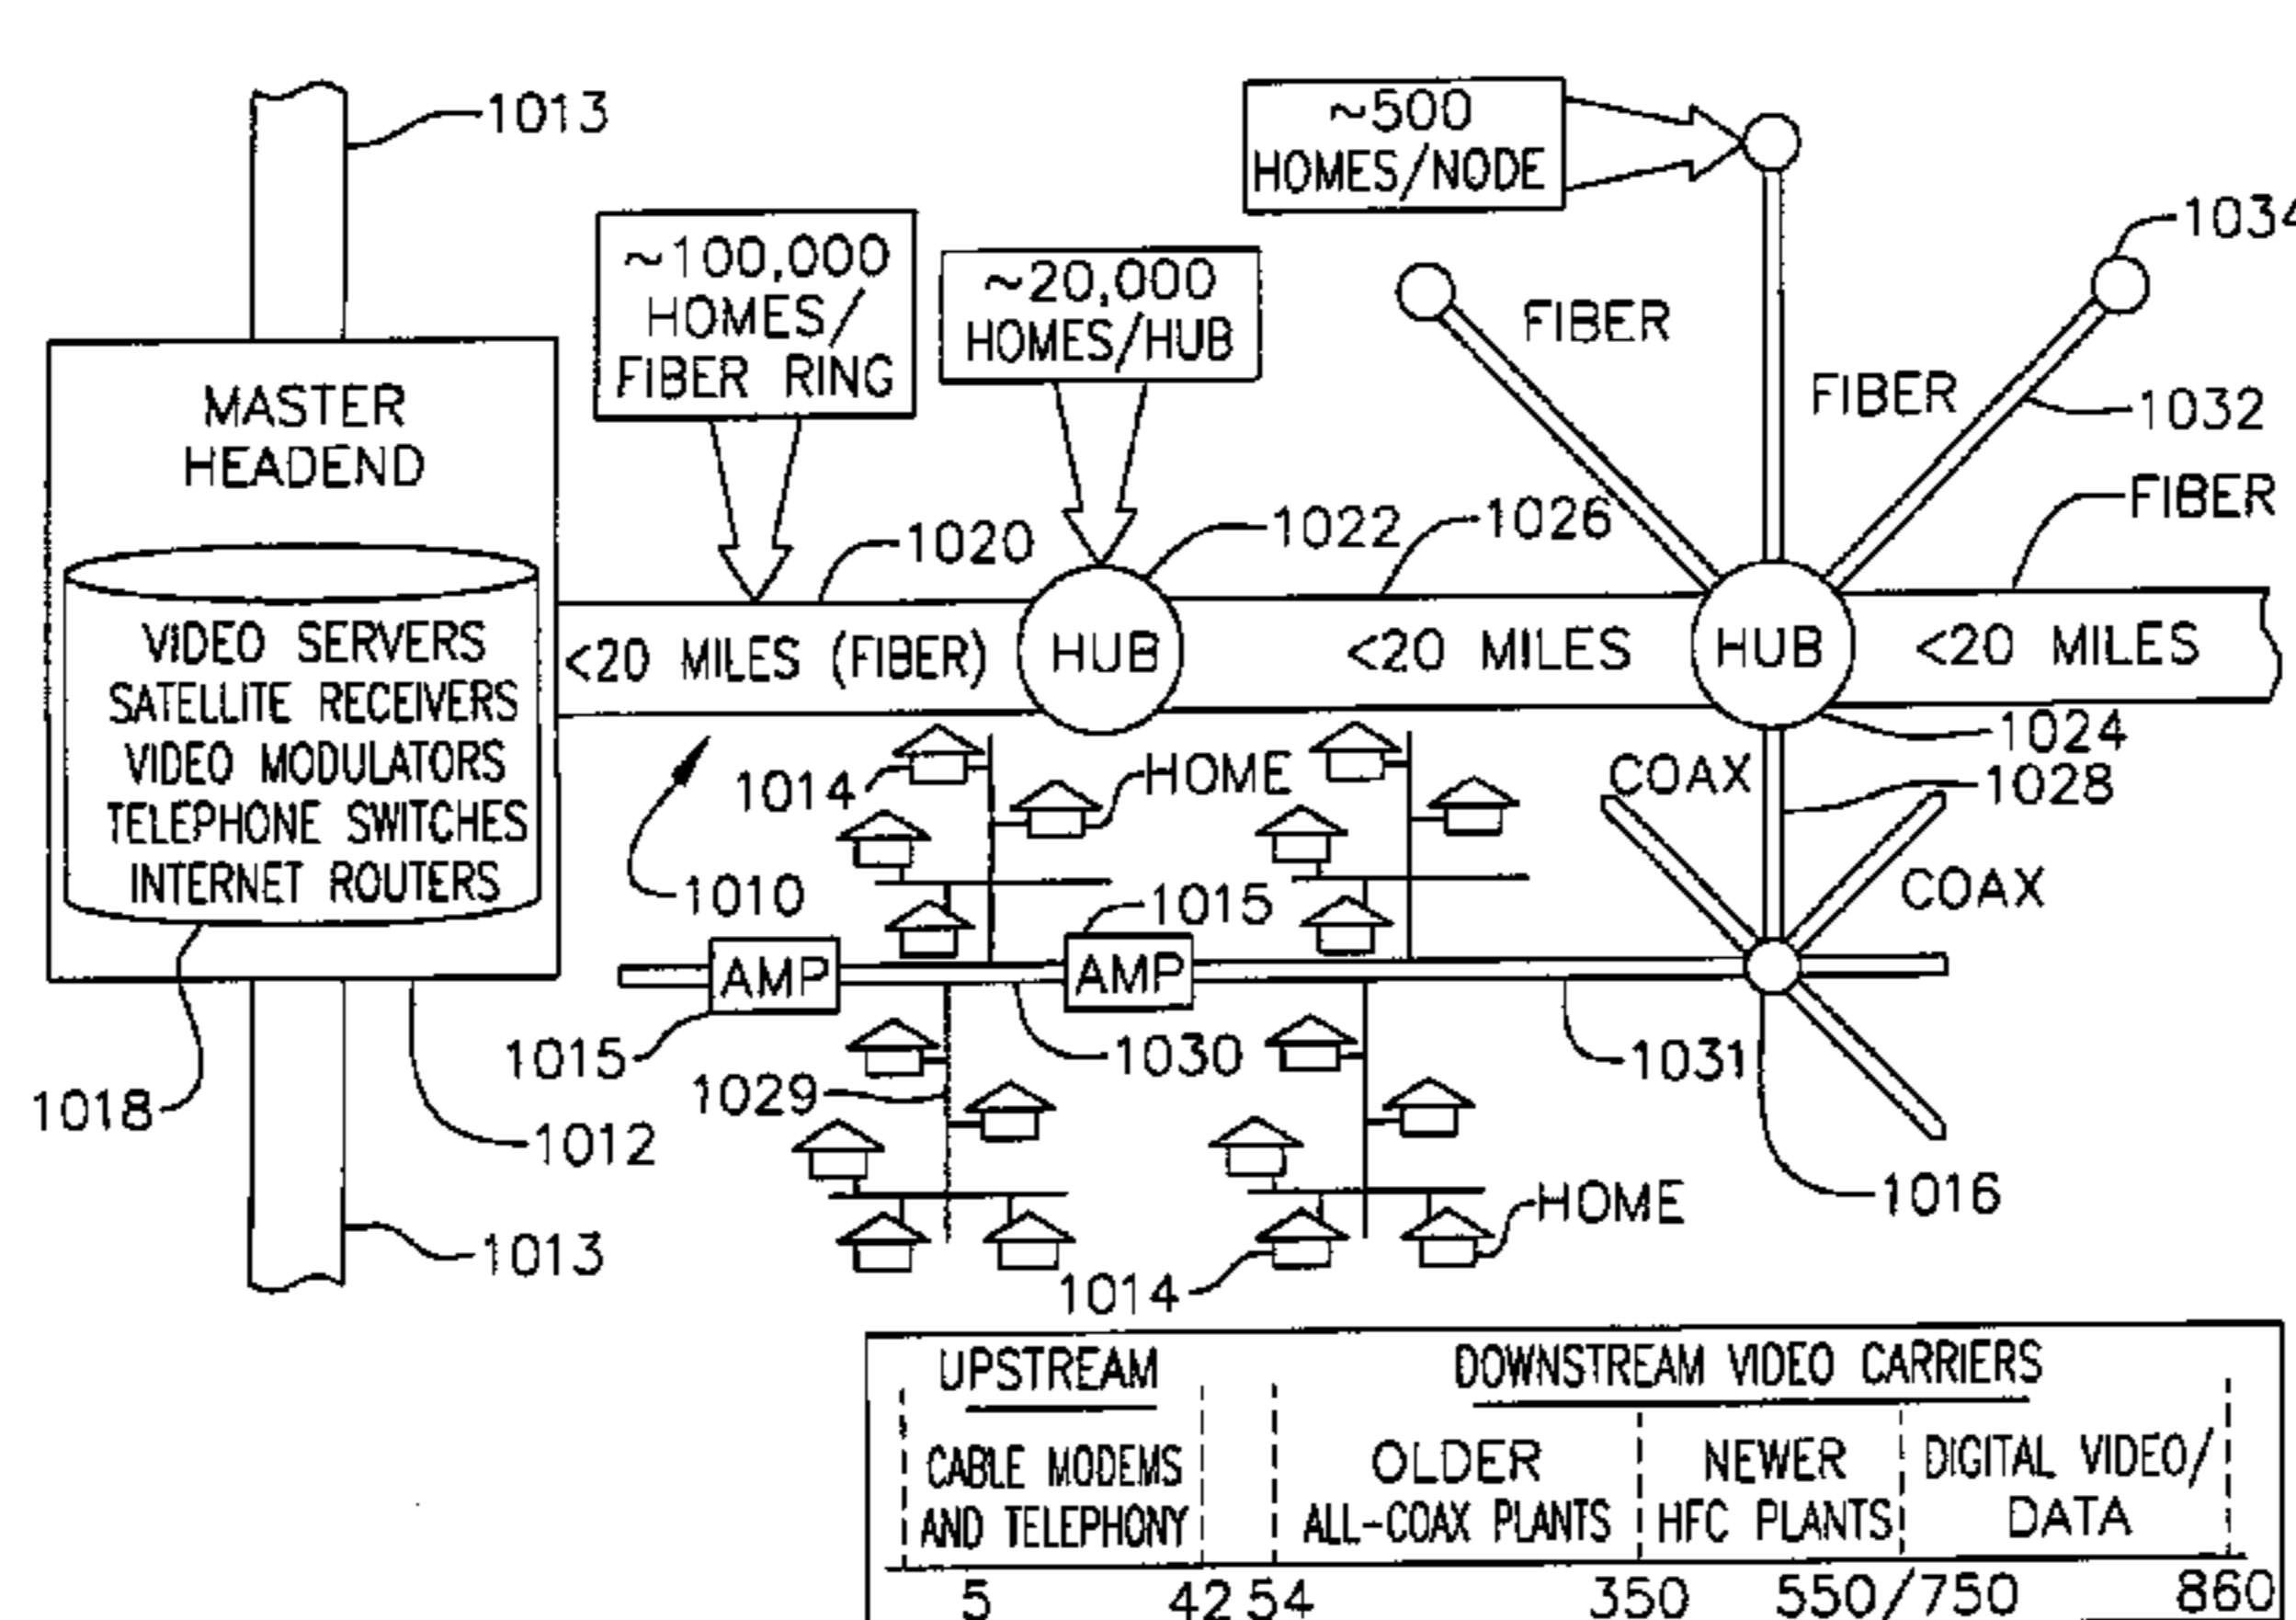 1013
~500
HOMES/NODE
1034
~100,000
HOMES/
FIBER RING
~20,000
HOMES/HUB
FIBER
FIBER
1032
MASTER
HEADEND
FIBER
1020
1022
1026
VIDEO SERVERS
SATELLITE RECEIVERS
VIDEO MODULATORS
TELEPHONE SWITCHES
INTERNET ROUTERS
<20 MILES (FIBER)
HUB
<20 MILES
HUB
<20 MILES
1024
1014
HOME
COAX
1028
1010
1015
COAX
AMP
AMP
1015
1030
1031
1029
1018
1012
1016
HOME
1013
1014
UPSTREAM
DOWNSTREAM VIDEO CARRIERS
CABLE MODEMS
AND TELEPHONY
OLDER
ALL-COAX PLANTS
NEWER
HFC PLANTS
DIGITAL VIDEO/
DATA
5 42 54 350 550/750 860